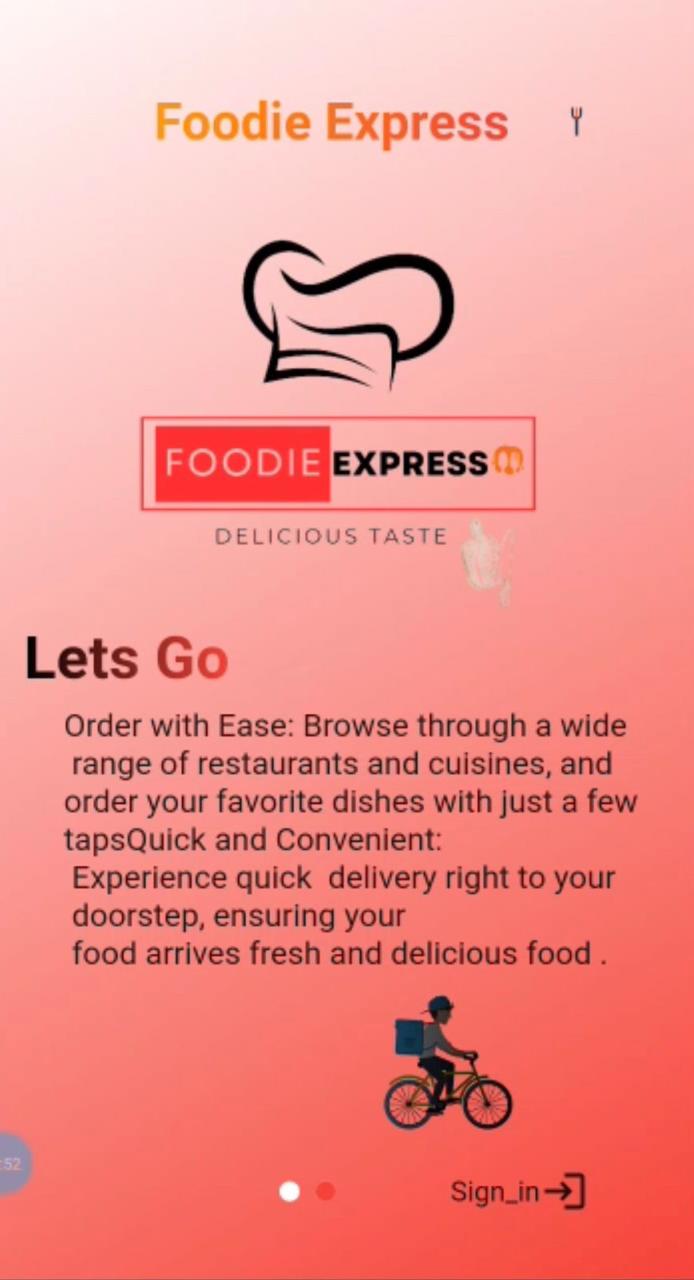 Foodie Express
FOODIE EXPRESS
DELICIOUS TASTE
Lets Go
Order with Ease: Browse through a wide
range of restaurants and cuisines, and
order your favorite dishes with just a few
tapsQuick and Convenient:
Experience quick  delivery right to your
doorstep, ensuring your
food arrives fresh and delicious food .
:52
Sign_in